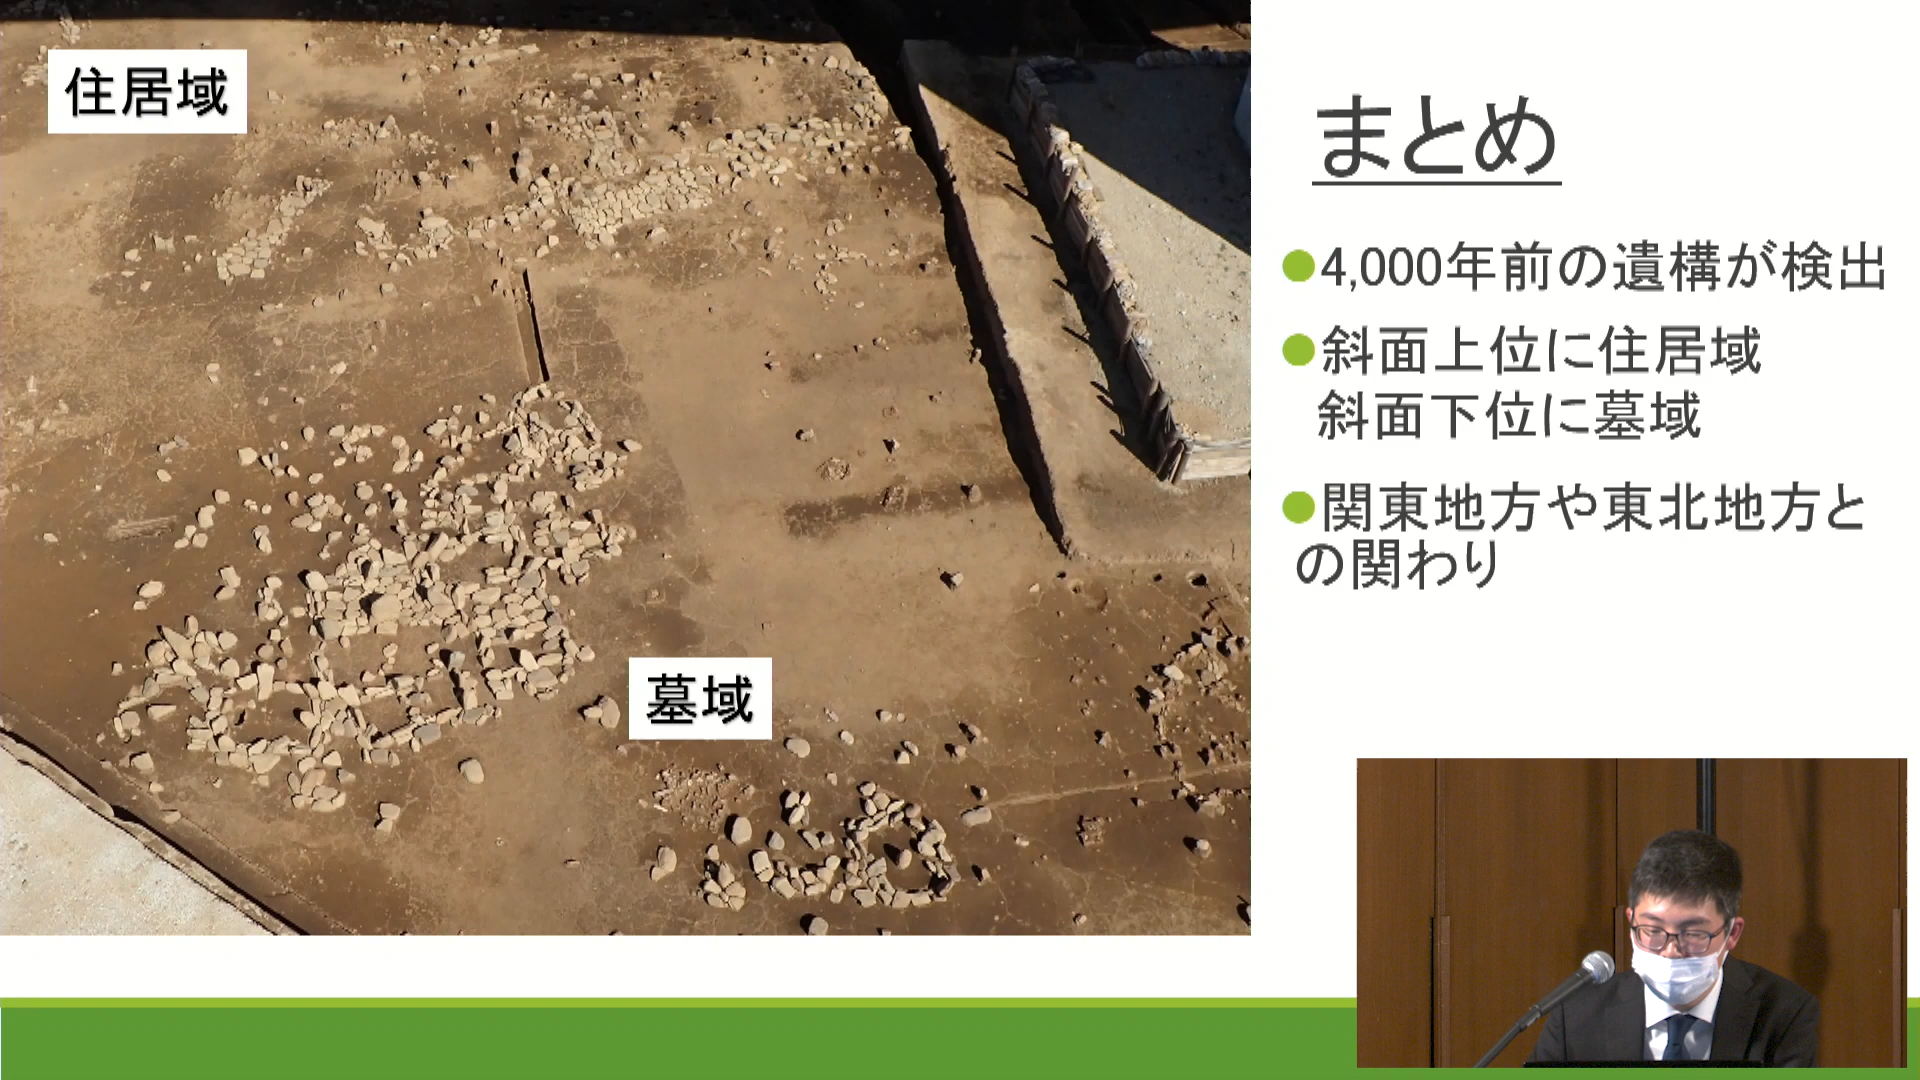 住居域
墓域
まとめ
●4,000年前の遺構が検出
●斜面上位に住居域
斜面下位に墓域
●関東地方や東北地方と
の関わり